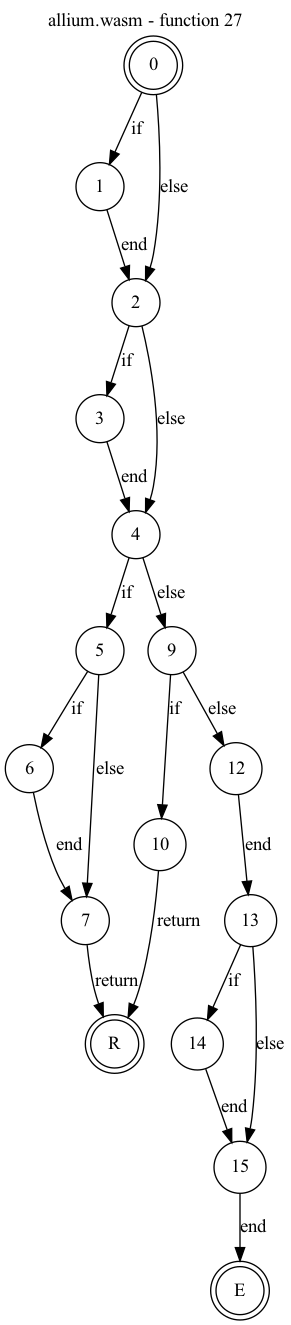 allium.wasm - function 27
0
if
1
else
end
2
if
3
else
end
4
if
else
5
9
if
if
else
6
else
12
10
end
end
7
return
13
return
if
R
14
else
end
15
end
E